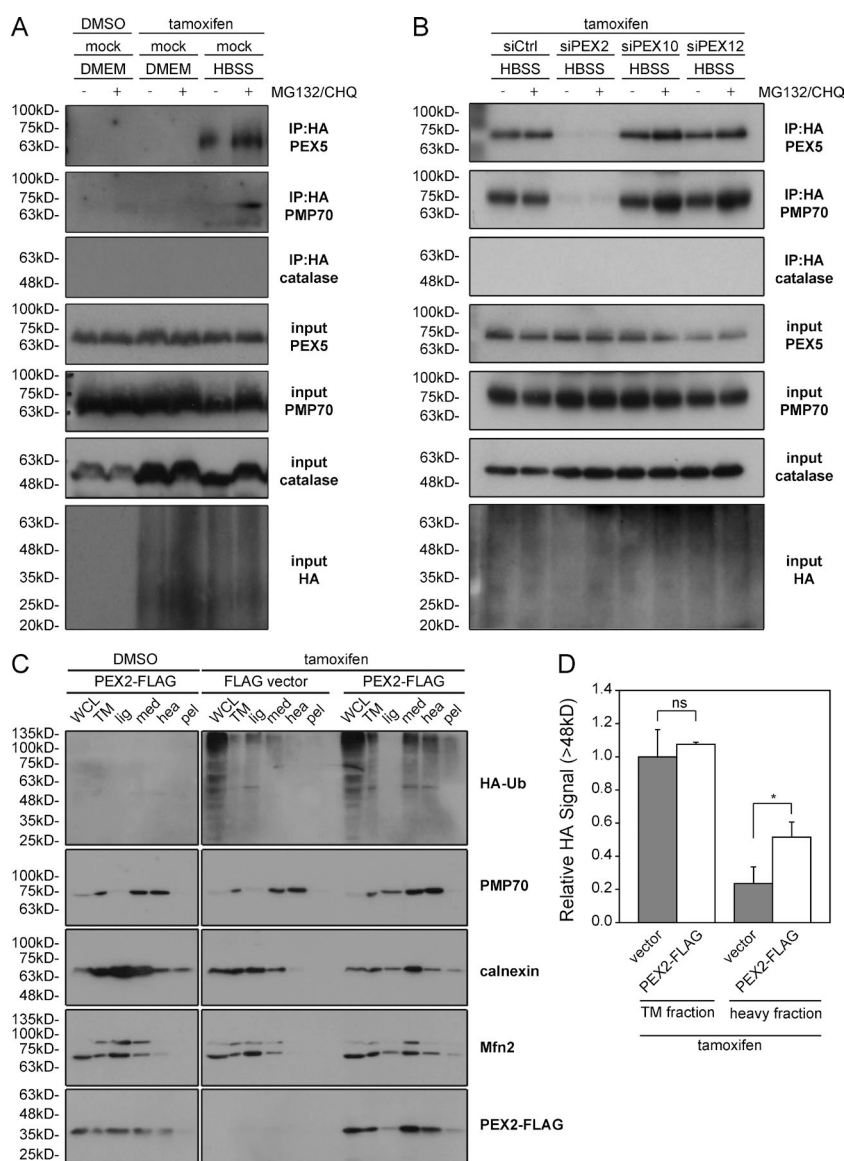 A
DMSO tamoxifen
mock mock mock
DMEM DMEM HBSS
- + - + - + MG132/CHQ
100kD-
75kD-
63kD-
IP:HA
PEX5
100kD-
75kD-
63kD-
IP:HA
PMP70
63kD-
48kD-
IP:HA
catalase
100kD-
75kD-
63kD-
input
PEX5
100kD-
75kD-
63kD-
input
PMP70
63kD-
48kD-
input
catalase
63kD-
48kD-
35kD-
25kD-
20kD-
input
HA
B
tamoxifen
siCtrl siPEX2 siPEX10 siPEX12
HBSS HBSS HBSS HBSS
- + - + - + - + MG132/CHQ
100kD-
75kD-
63kD-
IP:HA
PEX5
100kD-
75kD-
63kD-
IP:HA
PMP70
63kD-
48kD-
IP:HA
catalase
100kD-
75kD-
63kD-
input
PEX5
100kD-
75kD-
63kD-
input
PMP70
63kD-
48kD-
input
catalase
63kD-
48kD-
35kD-
25kD-
20kD-
input
HA
C
DMSO tamoxifen
PEX2-FLAG FLAG vector PEX2-FLAG
WCL TM lig med hea pel WCL TM lig med hea pel WCL TM lig med hea pel
135kD-
100kD-
75kD-
63kD-
48kD-
35kD-
25kD-
HA-Ub
100kD-
75kD-
63kD-
PMP70
100kD-
75kD-
63kD-
48kD-
calnexin
135kD-
100kD-
75kD-
63kD-
Mfn2
63kD-
48kD-
35kD-
25kD-
PEX2-FLAG
D
Relative HA Signal (>48kD)
1.4
1.2
1.0
0.8
0.6
0.4
0.2
0.0
ns
*
vector PEX2-FLAG vector PEX2-FLAG
TM fraction heavy fraction
tamoxifen